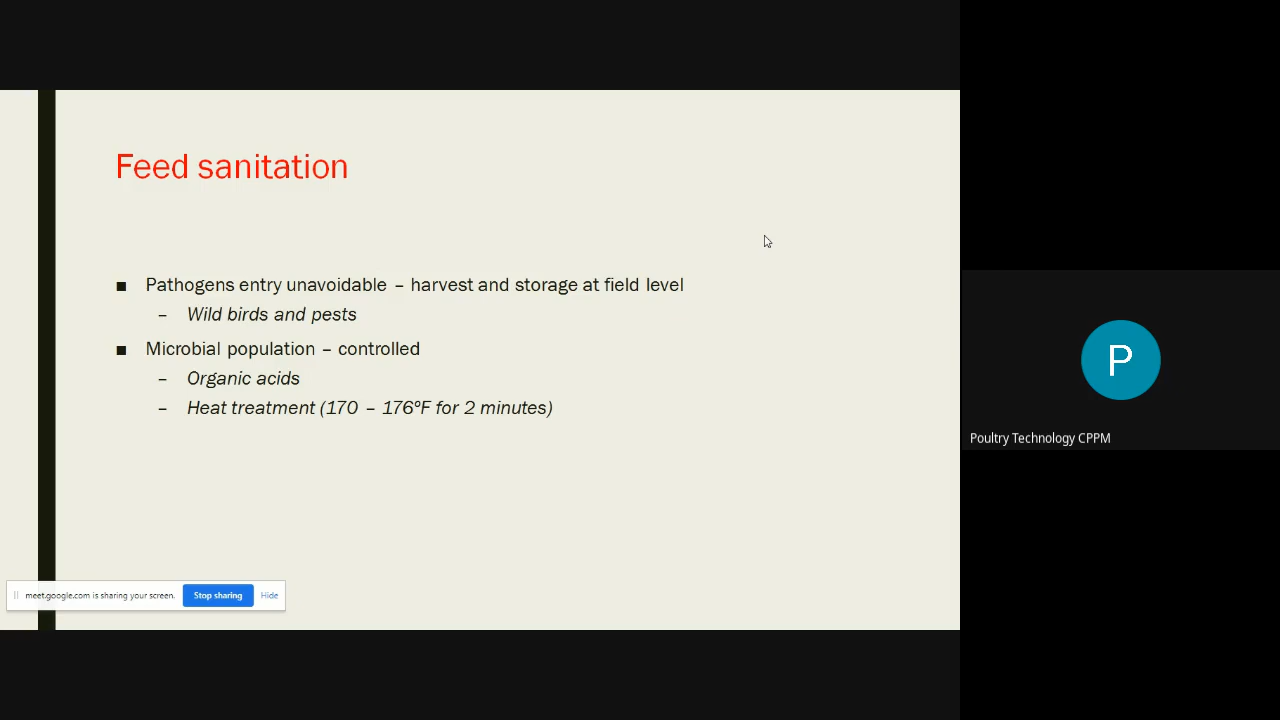 Feed sanitation
■ Pathogens entry unavoidable – harvest and storage at field level
– Wild birds and pests
■ Microbial population – controlled
– Organic acids
– Heat treatment (170 – 176°F for 2 minutes)
meet.google.com is sharing your screen. Stop sharing Hide
P
Poultry Technology CPPM